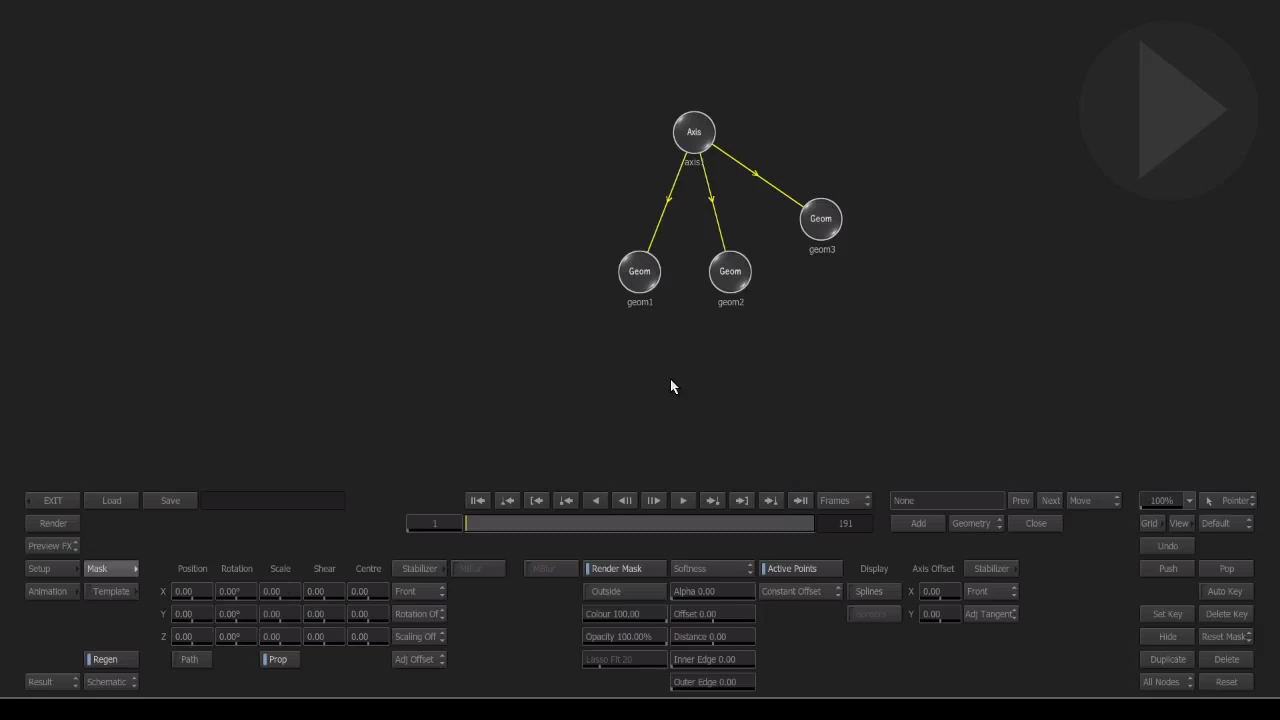 Axis
axis1
Geom
geom3
Geom
Geom
geom1
geom2
EXIT Load Save Frames None Prev Next Move 100% Pointer
Render 1 191 Add Geometry Close Grid View Default
Preview FX Undo
Setup Mask Position Rotation Scale Shear Centre Stabilizer MBlur MBlur Render Mask Softness Active Points Display Axis Offset Stabilizer Push Pop
Animation Template X 0.00 0.00° 0.00 0.00 0.00 Front Outside Alpha 0.00 Constant Offset Splines X 0.00 Front Auto Key
Y 0.00 0.00° 0.00 0.00 0.00 Rotation Of Colour 100.00 Offset 0.00 Y 0.00 Adj Tangent Set Key Delete Key
Z 0.00 0.00° 0.00 0.00 0.00 Scaling Off Opacity 100.00% Distance 0.00 Hide Reset Mask
Regen Path Prop Adj Offset Lasso Fit 20 Inner Edge 0.00 Duplicate Delete
Result Schematic Outer Edge 0.00 All Nodes Reset